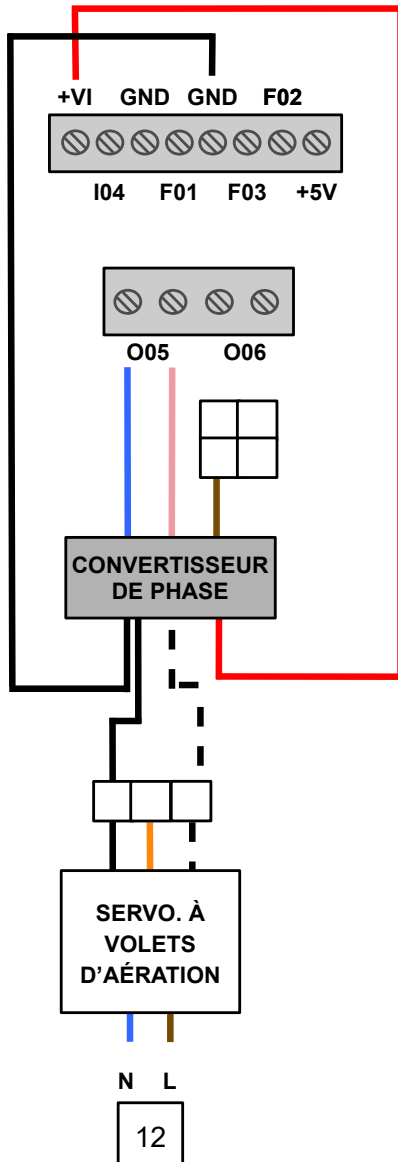 +VI GND GND F02
I04 F01 F03 +5V
O05 O06
CONVERTISSEUR
DE PHASE
SERVO. À
VOLETS
D'AÉRATION
N L
12